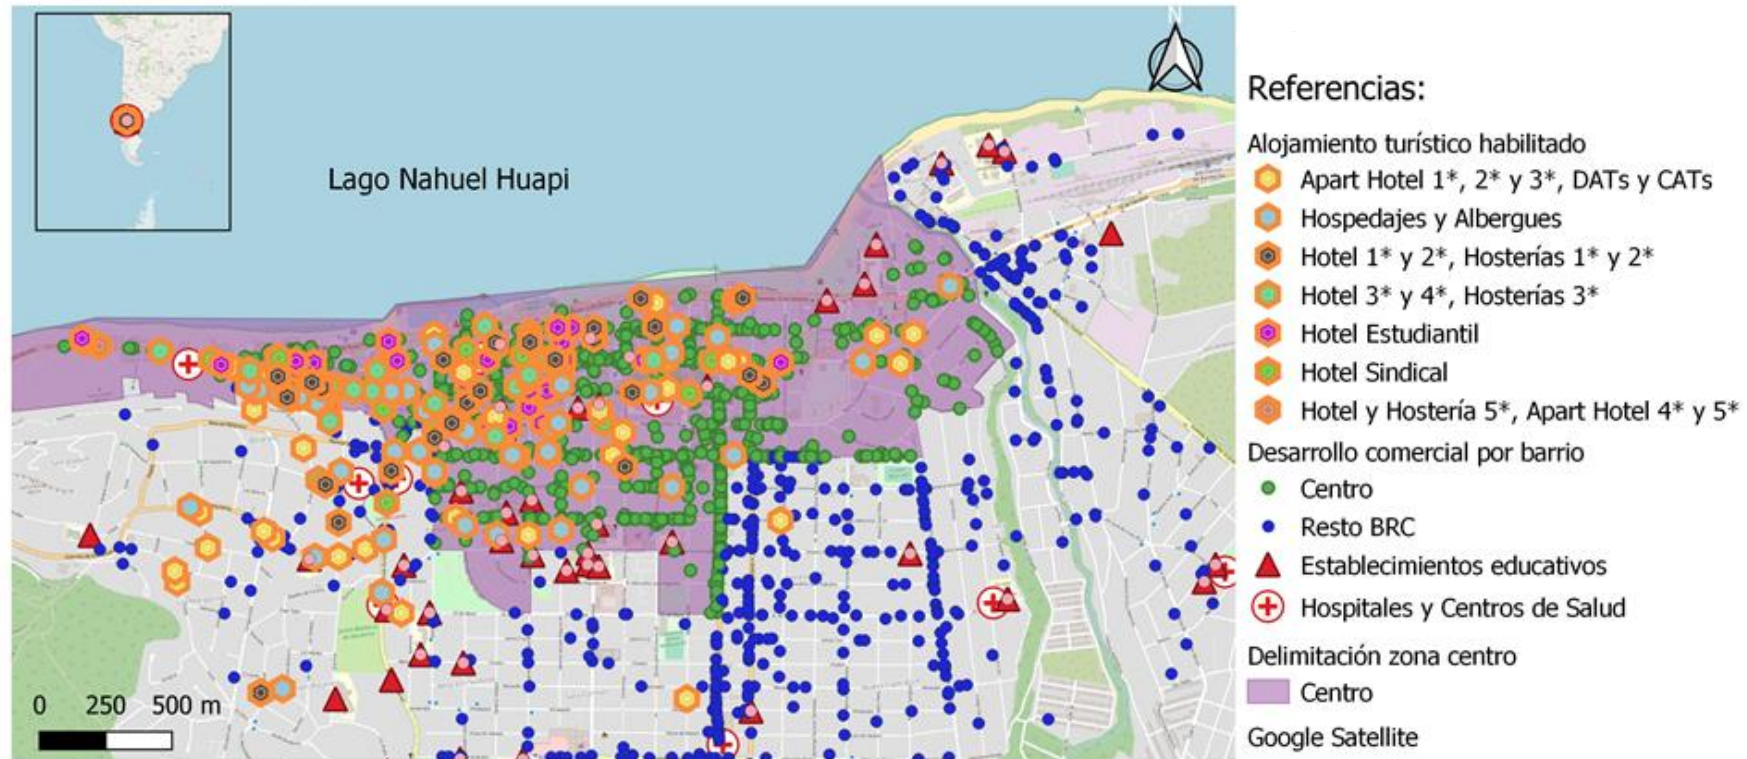 N
Lago Nahuel Huapi
0 250 500 m
Referencias:
Alojamiento turístico habilitado
Apart Hotel 1*, 2* y 3*, DATs y CATs
Hospedajes y Albergues
Hotel 1* y 2*, Hosterías 1* y 2*
Hotel 3* y 4*, Hosterías 3*
Hotel Estudiantil
Hotel Sindical
Hotel y Hostería 5*, Apart Hotel 4* y 5*
Desarrollo comercial por barrio
Centro
Resto BRC
Establecimientos educativos
Hospitales y Centros de Salud
Delimitación zona centro
Centro
Google Satellite